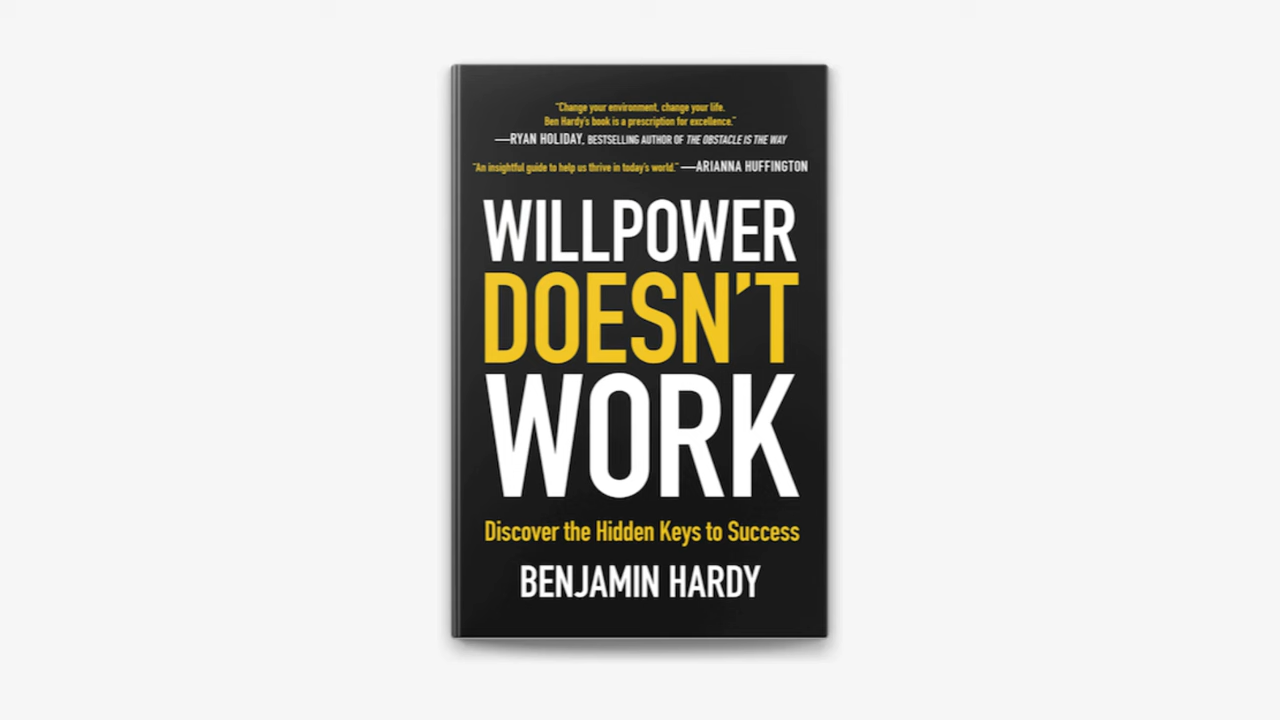 “Change your environment, change your life.
Ben Hardy’s book is a prescription for excellence.”
—RYAN HOLIDAY, BESTSELLING AUTHOR OF THE OBSTACLE IS THE WAY
“An insightful guide to help us thrive in today’s world.” —ARIANNA HUFFINGTON
WILLPOWER
DOESN’T
WORK
Discover the Hidden Keys to Success
BENJAMIN HARDY